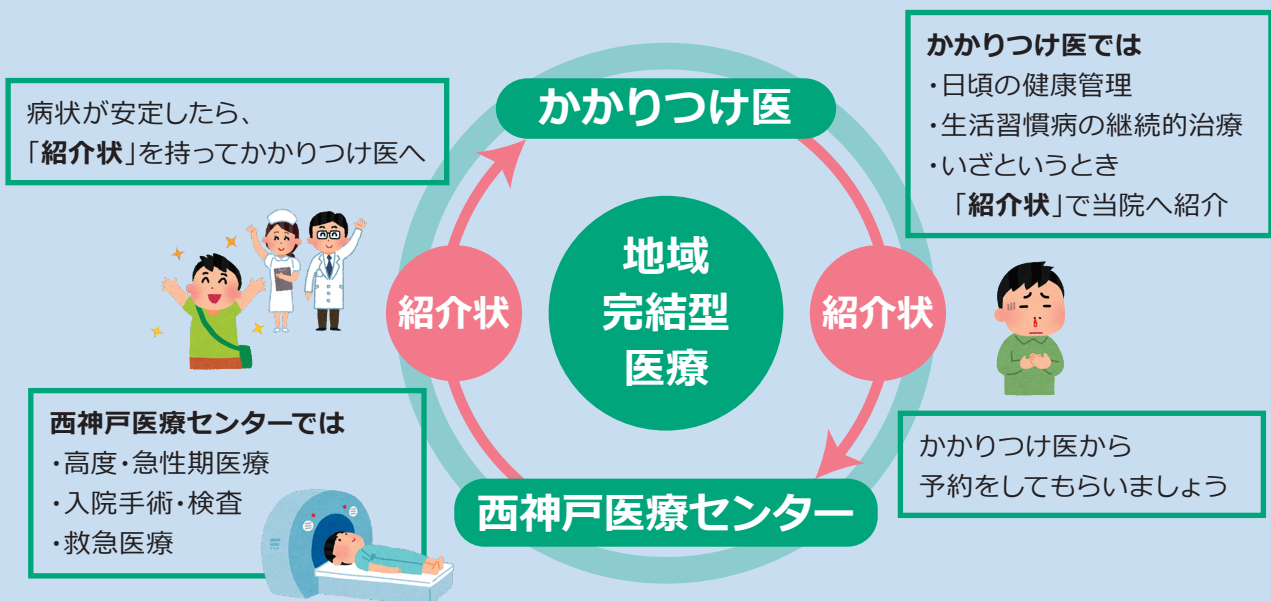 かかりつけ医
かかりつけ医では
・日頃の健康管理
・生活習慣病の継続的治療
・いざというとき
「紹介状」で当院へ紹介
病状が安定したら、
「紹介状」を持ってかかりつけ医へ
地域
完結型
医療
紹介状
紹介状
西神戸医療センターでは
・高度・急性期医療
・入院手術・検査
・救急医療
かかりつけ医から
予約をしてもらいましょう
西神戸医療センター